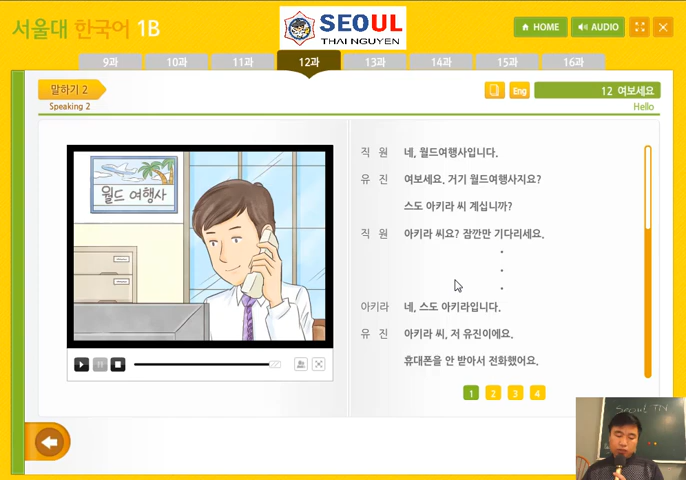 서울대 한국어 1B
SEOUL
THAI NGUYEN
HOME
AUDIO
9과 10과 11과 12과 13과 14과 15과 16과
말하기 2
Speaking 2
Eng
12 여보세요
Hello
월드 여행사
직 원 네, 월드여행사입니다.
유 진 여보세요. 거기 월드여행사지요?
스도 아키라 씨 계십니까?
직 원 아키라 씨요? 잠깐만 기다리세요.
아키라 네, 스도 아키라입니다.
유 진 아키라 씨, 저 유진이에요.
휴대폰을 안 받아서 전화했어요.
1 2 3 4
SEOUL TN